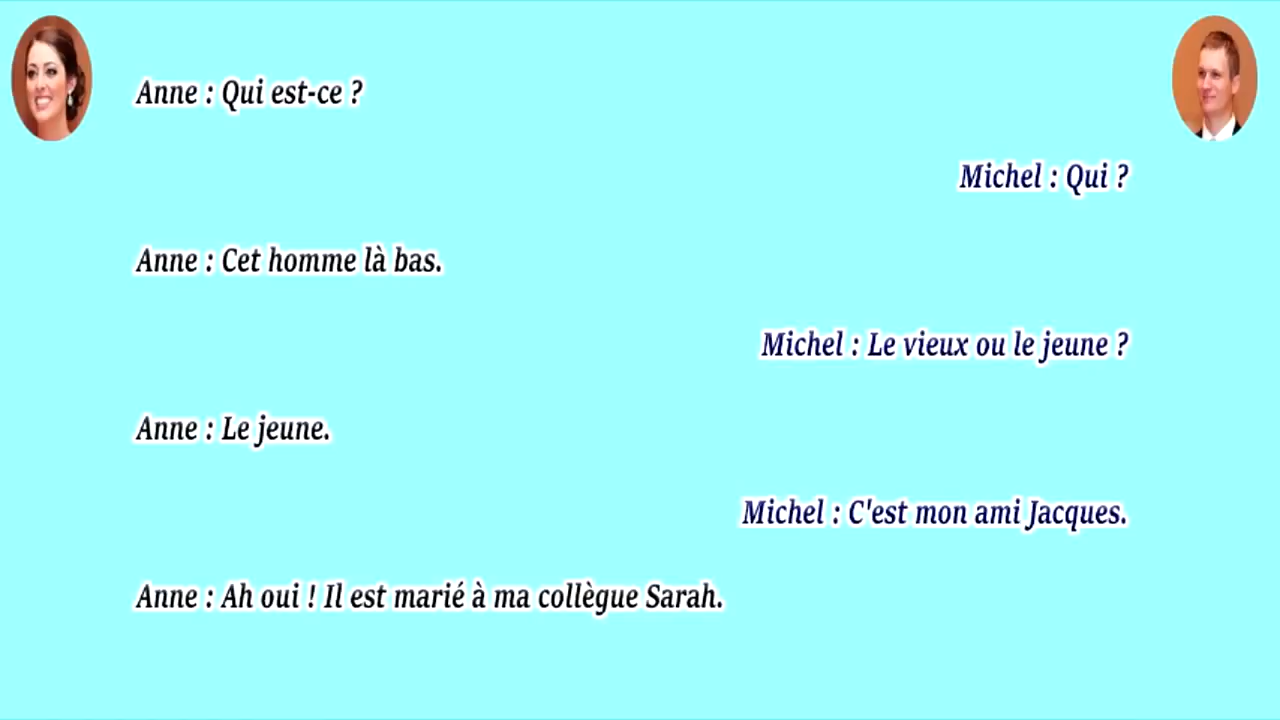 Anne : Qui est-ce ?
Michel : Qui ?
Anne : Cet homme là bas.
Michel : Le vieux ou le jeune ?
Anne : Le jeune.
Michel : C'est mon ami Jacques.
Anne : Ah oui ! Il est marié à ma collègue Sarah.